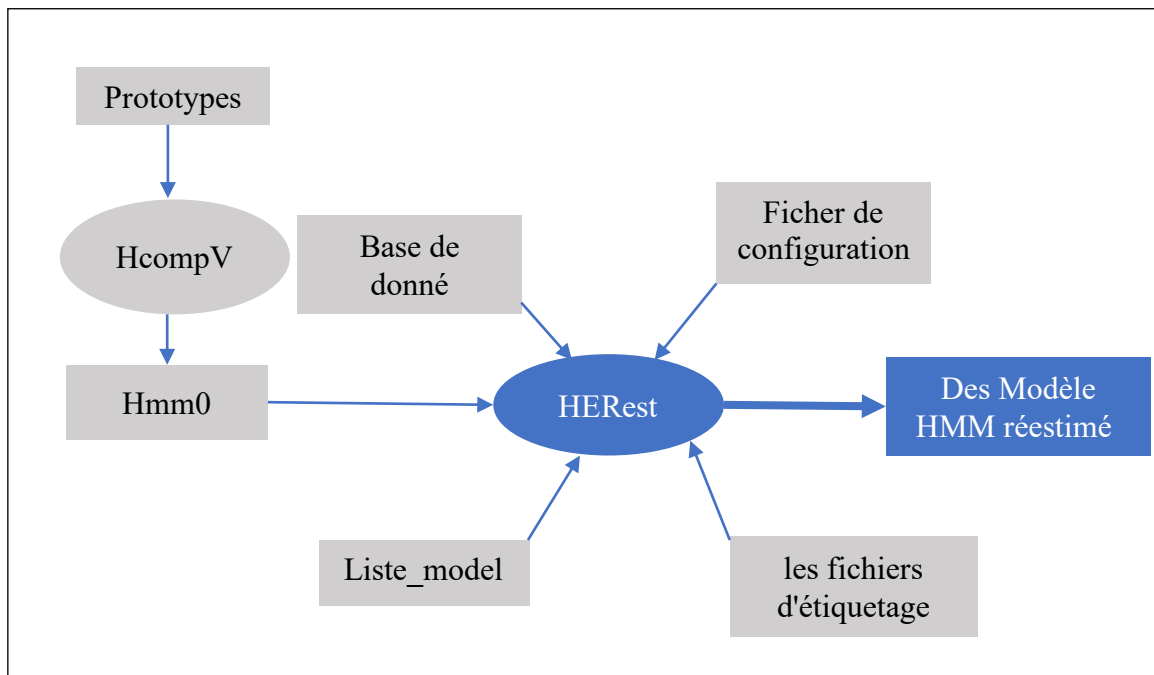 Prototypes
HcompV
Hmm0
Base de
donné
Ficher de
configuration
HERest
Des Modèle
HMM réestimé
Liste_model
les fichiers
d'étiquetage